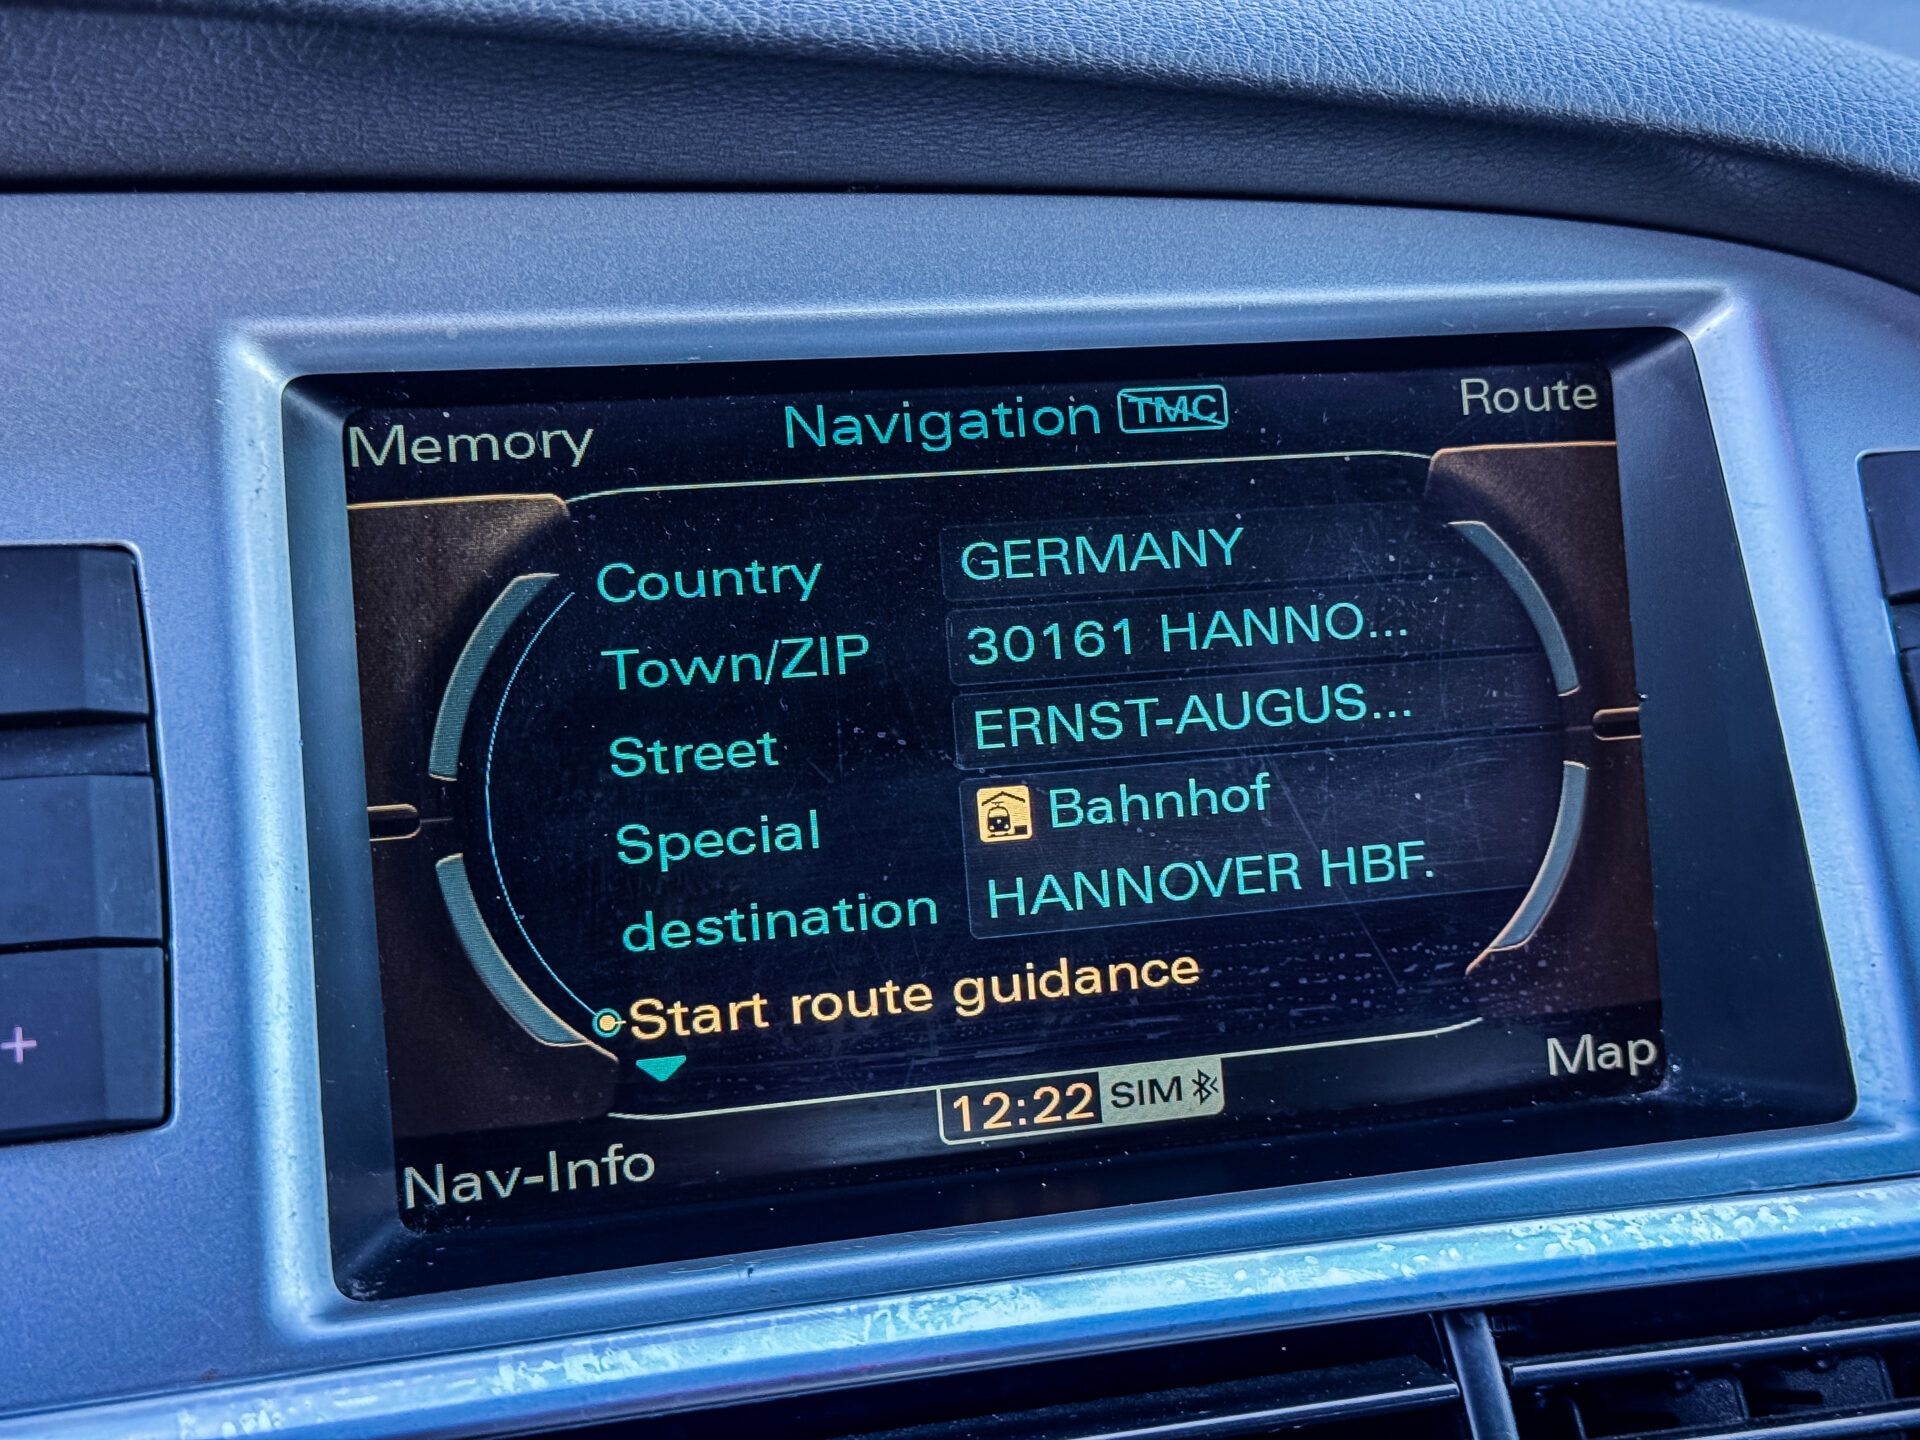 Memory
Navigation TMC
Route
Country GERMANY
Town/ZIP 30161 HANNO...
Street ERNST-AUGUS...
Special Bahnhof
destination HANNOVER HBF.
Start route guidance
12:22 SIM
Map
Nav-Info
+